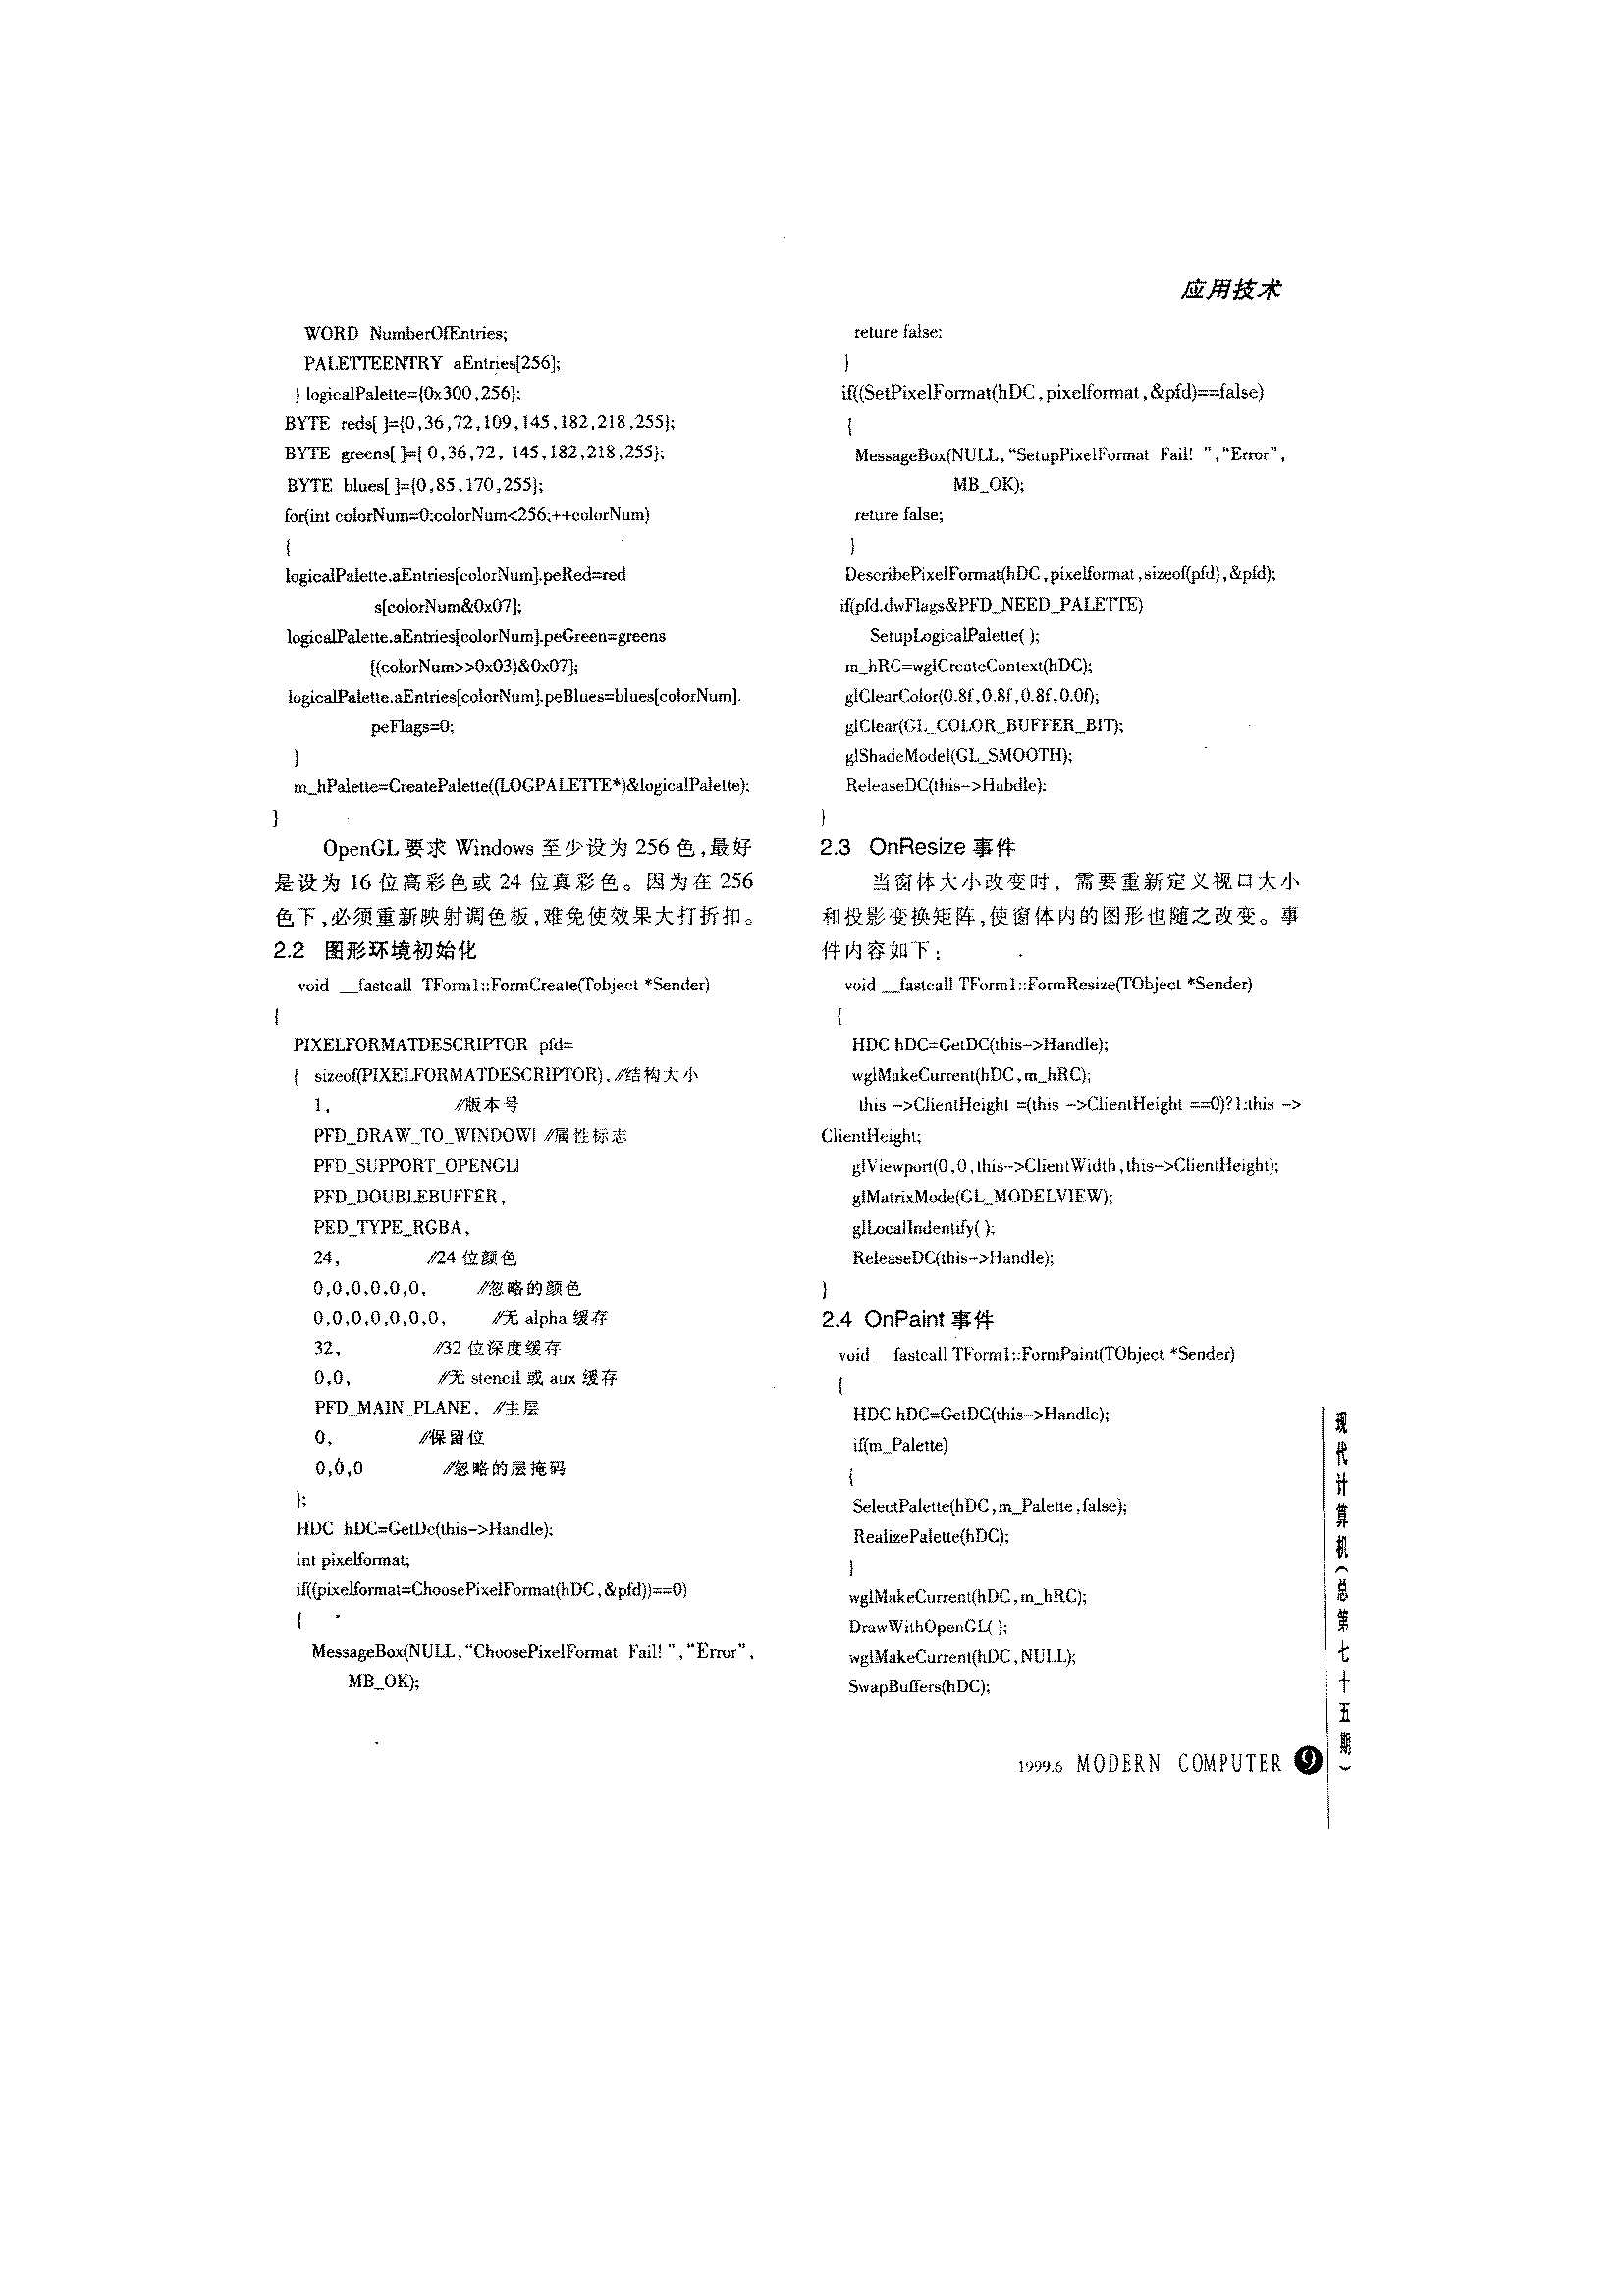 应用技术
WORD NumberOfEntries;
PALETTEENTRY aEntries[256];
} logicalPalette={0x300,256};
BYTE reds[ ]={0,36,72,109,145,182,218,255};
BYTE greens[ ]={ 0,36,72, 145,182,218,255};
BYTE blues[ ]={0,85,170,255};
for(int colorNum=0;colorNum<256;++colorNum)
{
logicalPalette.aEntries[colorNum].peRed=red
s[colorNum&0x07];
logicalPalette.aEntries[colorNum].peGreen=greens
[(colorNum>>0x03)&0x07];
logicalPalette.aEntries[colorNum].peBlues=blues[colorNum].
peFlags=0;
}
m_hPalette=CreatePalette((LOGPALETTE*)&logicalPalette);
}
OpenGL 要求 Windows 至少设为 256 色,最好
是设为 16 位高彩色或 24 位真彩色。因为在 256
色下,必须重新映射调色板,难免使效果大打折扣。
2.2 图形环境初始化
void __fastcall TForm1::FormCreate(Tobject *Sender)
{
PIXELFORMATDESCRIPTOR pfd=
{ sizeof(PIXELFORMATDESCRIPTOR), //结构大小
1, //版本号
PFD_DRAW_TO_WINDOW| //属性标志
PFD_SUPPORT_OPENGL|
PFD_DOUBLEBUFFER,
PED_TYPE_RGBA,
24, //24 位颜色
0,0,0,0,0,0, //忽略的颜色
0,0,0,0,0,0,0, //无 alpha 缓存
32, //32 位深度缓存
0,0, //无 stencil 或 aux 缓存
PFD_MAIN_PLANE, //主层
0, //保留位
0,0,0 //忽略的层掩码
};
HDC hDC=GetDc(this->Handle);
int pixelformat;
if((pixelformat=ChoosePixelFormat(hDC,&pfd))==0)
{
MessageBox(NULL,“ChoosePixelFormat Fail! ”,“Error”,
MB_OK);
reture false;
}
if((SetPixelFormat(hDC,pixelformat,&pfd)==false)
{
MessageBox(NULL,“SetupPixelFormat Fail! ”,“Error”,
MB_OK);
reture false;
}
DescribePixelFormat(hDC,pixelformat,sizeof(pfd),&pfd);
if(pfd.dwFlags&PFD_NEED_PALETTE)
SetupLogicalPalette( );
m_hRC=wglCreateContext(hDC);
glClearColor(0.8f,0.8f,0.8f,0.0f);
glClear(GL_COLOR_BUFFER_BIT);
glShadeModel(GL_SMOOTH);
ReleaseDC(this->Habdle);
}
2.3 OnResize 事件
当窗体大小改变时, 需要重新定义视口大小
和投影变换矩阵,使窗体内的图形也随之改变。事
件内容如下:
void __fastcall TForm1::FormResize(TObject *Sender)
{
HDC hDC=GetDC(this->Handle);
wglMakeCurrent(hDC,m_hRC);
this ->ClientHeight =(this ->ClientHeight ==0)?1:this ->
ClientHeight;
glViewport(0,0,this->ClientWidth,this->ClientHeight);
glMatrixMode(GL_MODELVIEW);
glLocalIndentify( );
ReleaseDC(this->Handle);
}
2.4 OnPaint 事件
void __fastcall TForm1::FormPaint(TObject *Sender)
{
HDC hDC=GetDC(this->Handle);
if(m_Palette)
{
SelectPalette(hDC,m_Palette,false);
RealizePalette(hDC);
}
wglMakeCurrent(hDC,m_hRC);
DrawWithOpenGL( );
wglMakeCurrent(hDC,NULL);
SwapBuffers(hDC);
现代计算机(总第七十五期)
1999.6 MODERN COMPUTER 9